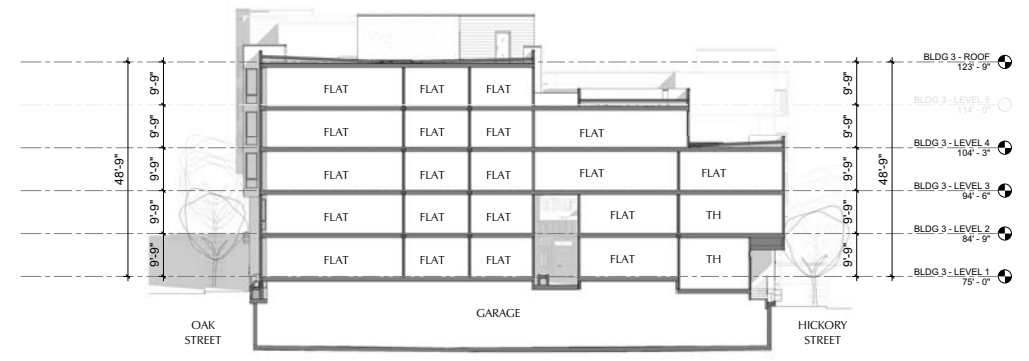 BLDG 3 - ROOF
123' - 9"
9'-9" 9'-9"
FLAT FLAT FLAT
BLDG 3 - LEVEL 5
114' - 0"
9'-9" FLAT FLAT FLAT FLAT 9'-9"
BLDG 3 - LEVEL 4
104' - 3"
48'-9" 9'-9" FLAT FLAT FLAT FLAT FLAT 9'-9" 48'-9"
BLDG 3 - LEVEL 3
94' - 6"
9'-9" FLAT FLAT FLAT FLAT TH 9'-9"
BLDG 3 - LEVEL 2
84' - 9"
9'-9" FLAT FLAT FLAT FLAT TH 9'-9"
BLDG 3 - LEVEL 1
75' - 0"
GARAGE
OAK
STREET
HICKORY
STREET